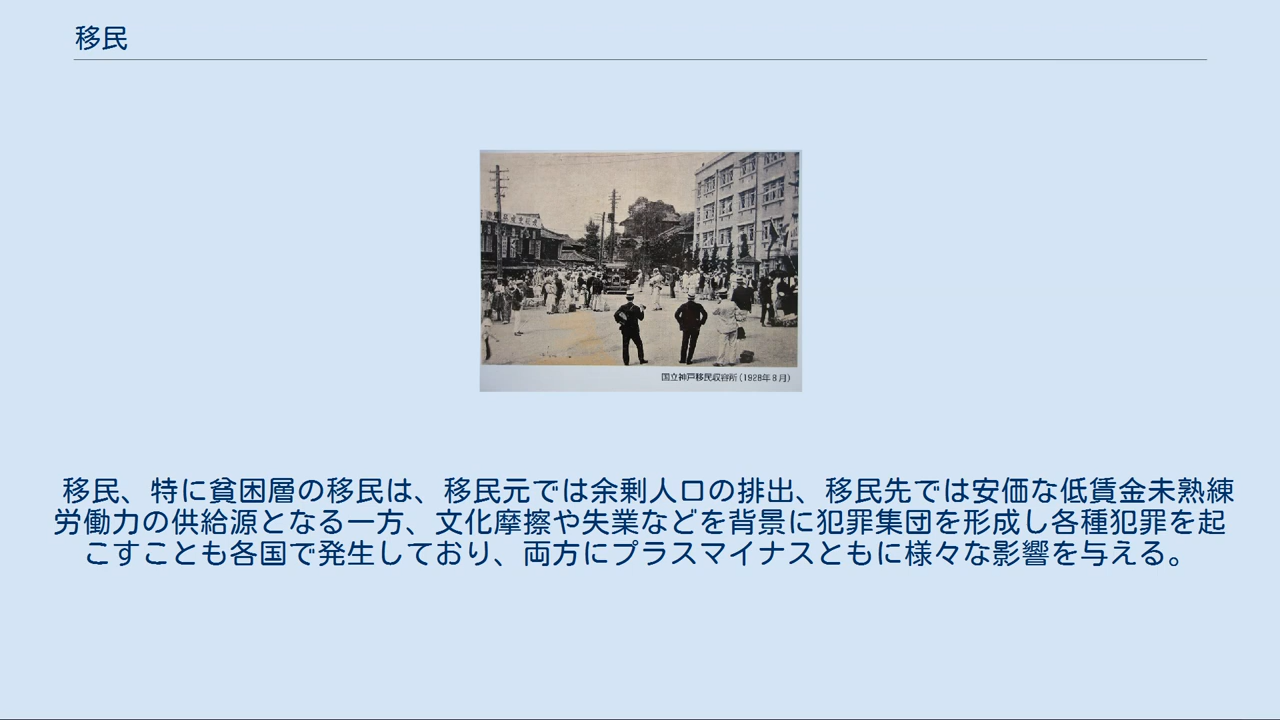 移民
国立神戸移民収容所(1928年8月)
移民、特に貧困層の移民は、移民元では余剰人口の排出、移民先では安価な低賃金未熟練
労働力の供給源となる一方、文化摩擦や失業などを背景に犯罪集団を形成し各種犯罪を起
こすことも各国で発生しており、両方にプラスマイナスともに様々な影響を与える。